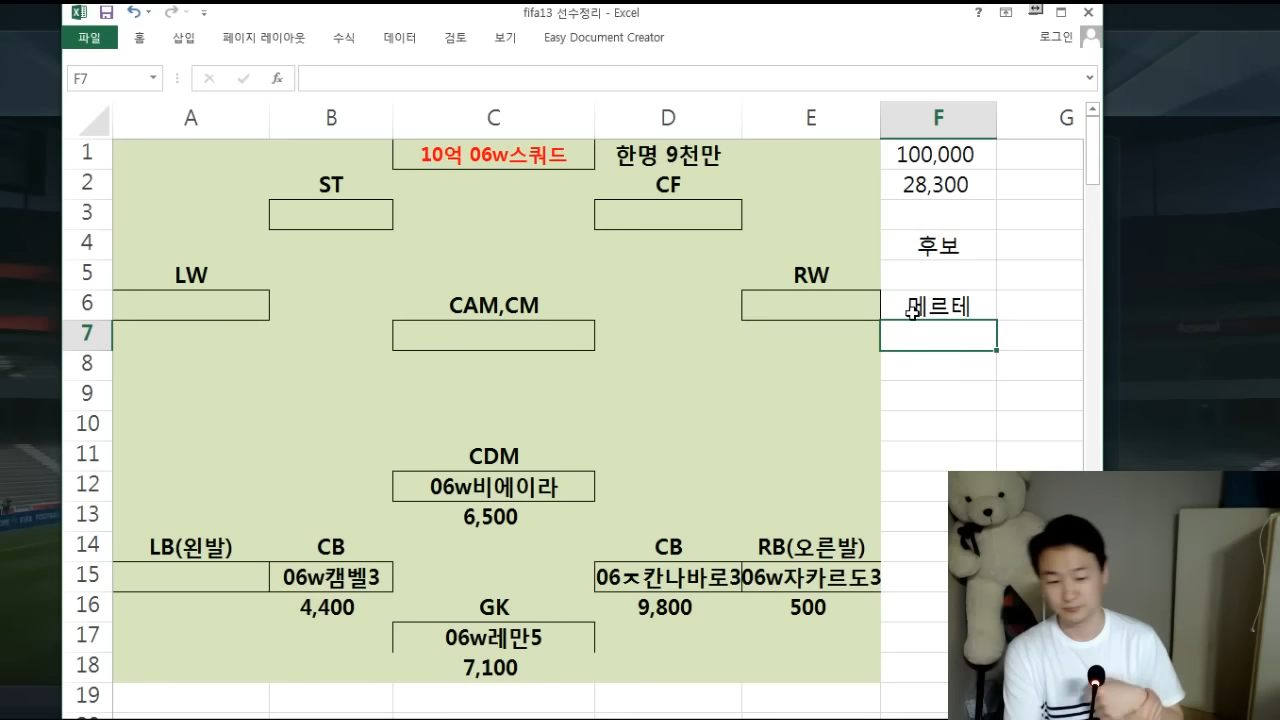 fifa13 선수정리 - Excel
?
파일 홈 삽입 페이지 레이아웃 수식 데이터 검토 보기 Easy Document Creator 로그인
F7 fx
A B C D E F G
1 10억 06w스쿼드 한명 9천만 100,000
2 ST CF 28,300
3
4 후보
5 LW RW
6 CAM,CM 메르테
7
8
9
10
11 CDM
12 06w비에이라
13 6,500
14 LB(왼발) CB CB RB(오른발)
15 06w캠벨3 06ㅈ칸나바로3 06w자카르도3
16 4,400 GK 9,800 500
17 06w레만5
18 7,100
19